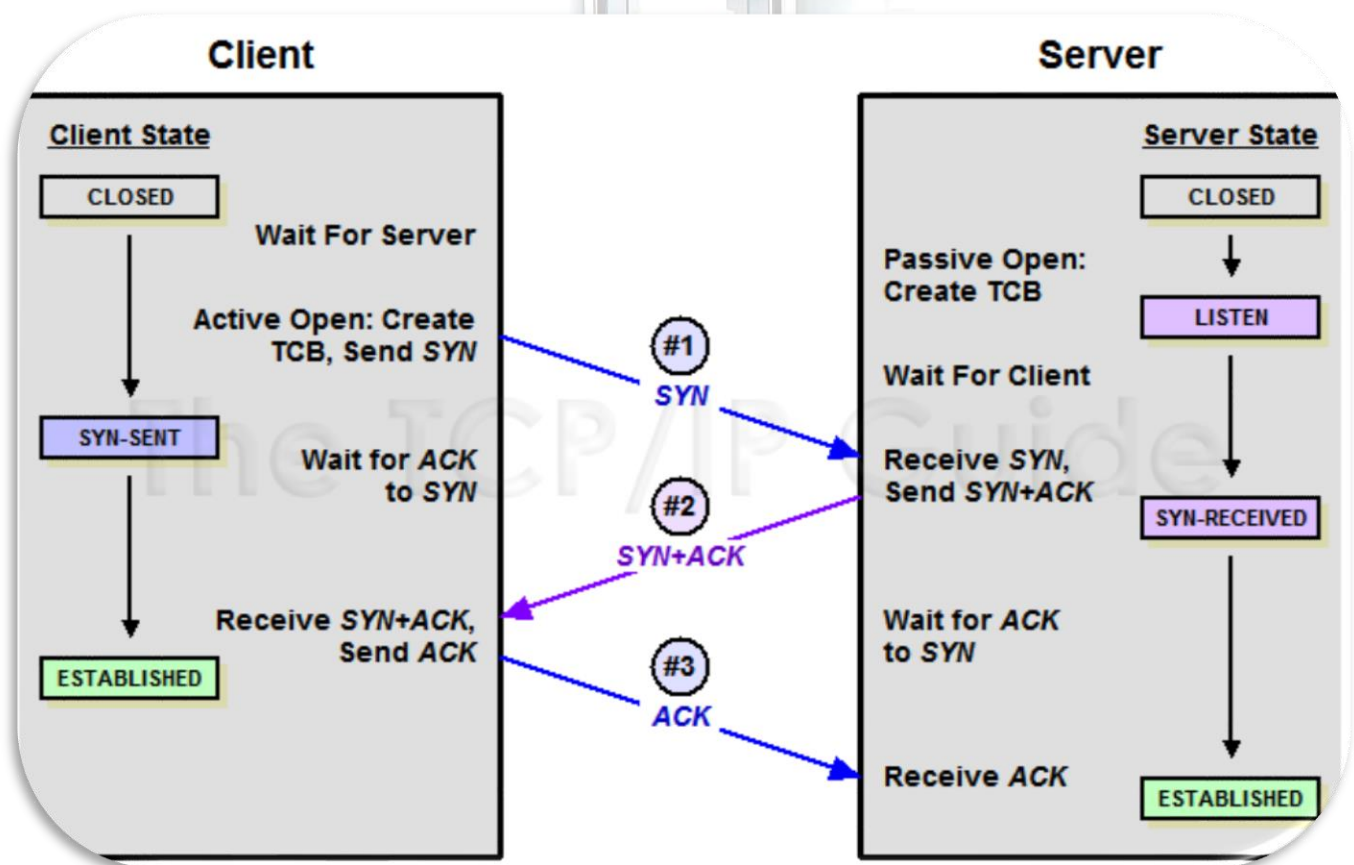 Client
Server
Client State
CLOSED
Wait For Server
Active Open: Create
TCB, Send SYN
SYN-SENT
Wait for ACK
to SYN
Receive SYN+ACK,
Send ACK
ESTABLISHED
#1
SYN
#2
SYN+ACK
#3
ACK
Server State
CLOSED
Passive Open:
Create TCB
LISTEN
Wait For Client
Receive SYN,
Send SYN+ACK
SYN-RECEIVED
Wait for ACK
to SYN
Receive ACK
ESTABLISHED
The TCP/IP Guide